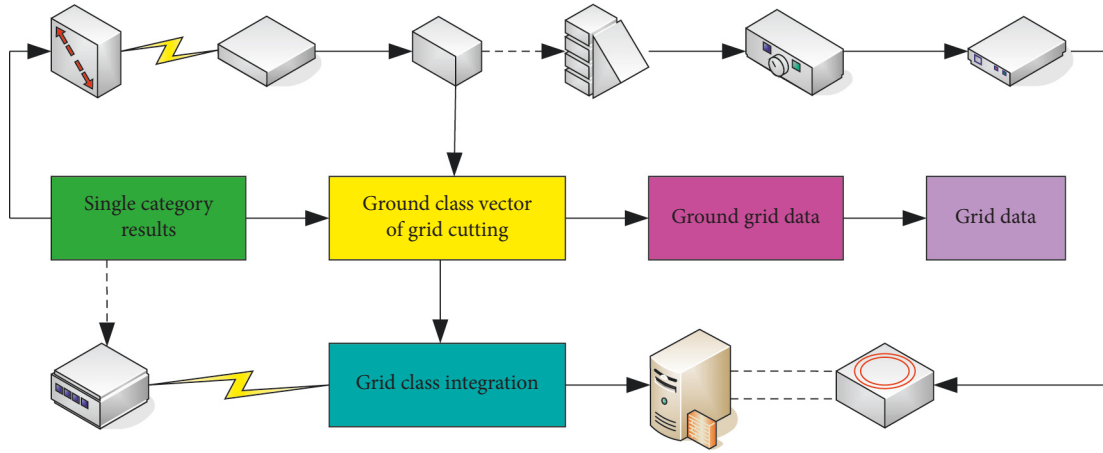 Single category
results
Ground class vector
of grid cutting
Ground grid data
Grid data
Grid class integration